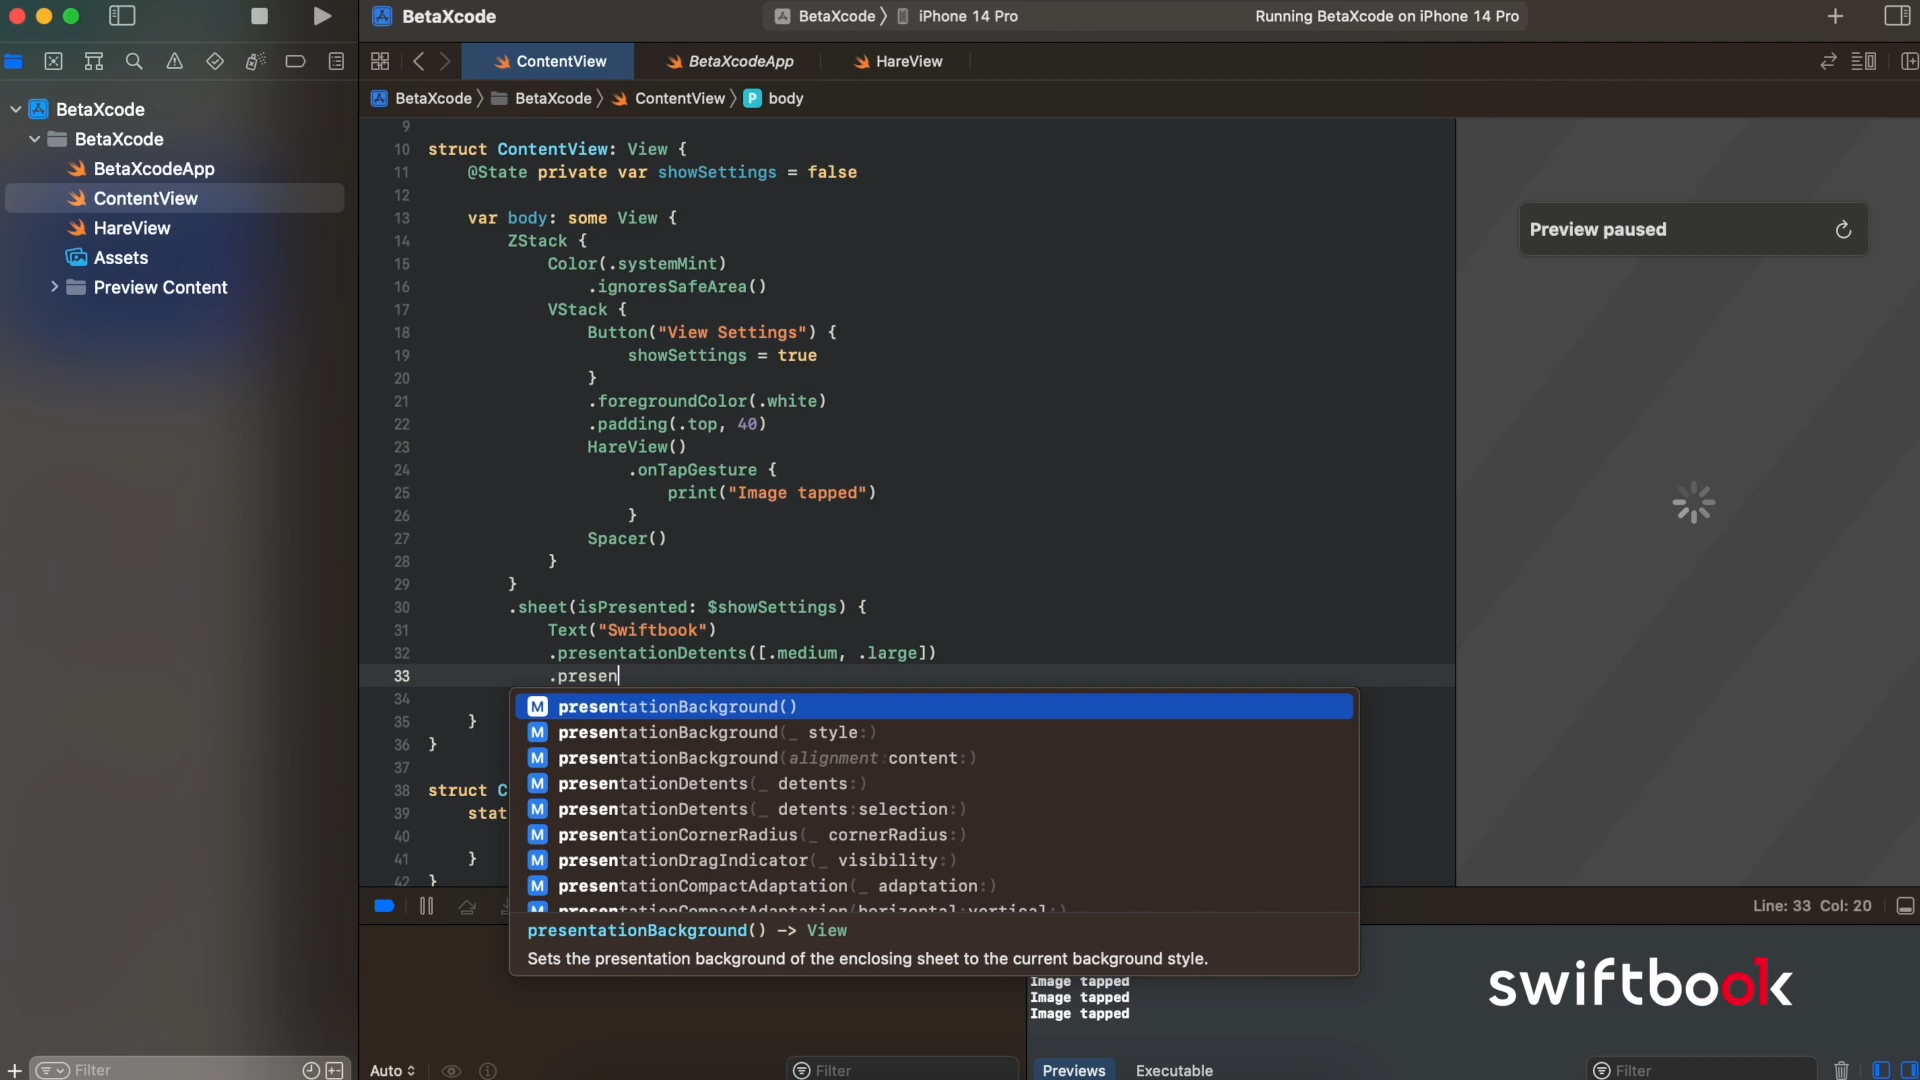 BetaXcode
BetaXcode
iPhone 14 Pro
Running BetaXcode on iPhone 14 Pro
ContentView
BetaXcodeApp
HareView
BetaXcode
BetaXcode
ContentView
P
body
BetaXcode
BetaXcode
BetaXcodeApp
ContentView
HareView
Assets
Preview Content
9
10 struct ContentView: View {
11 @State private var showSettings = false
12
13 var body: some View {
14 ZStack {
15 Color(.systemMint)
16 .ignoresSafeArea()
17 VStack {
18 Button("View Settings") {
19 showSettings = true
20 }
21 .foregroundColor(.white)
22 .padding(.top, 40)
23 HareView()
24 .onTapGesture {
25 print("Image tapped")
26 }
27 Spacer()
28 }
29 }
30 .sheet(isPresented: $showSettings) {
31 Text("Swiftbook")
32 .presentationDetents([.medium, .large])
33 .presen
34
35 }
36 }
37
38 struct C
39 stat
40
41 }
42 }
M presentationBackground()
M presentationBackground(_ style:)
M presentationBackground(alignment:content:)
M presentationDetents(_ detents:)
M presentationDetents(_ detents:selection:)
M presentationCornerRadius(_ cornerRadius:)
M presentationDragIndicator(_ visibility:)
M presentationCompactAdaptation(_ adaptation:)
M presentationCompactAdaptation(horizontal:vertical:)
presentationBackground() -> View
Sets the presentation background of the enclosing sheet to the current background style.
Preview paused
Line: 33 Col: 20
Image tapped
Image tapped
Image tapped
swiftbook
Filter
Auto
Filter
Previews
Executable
Filter